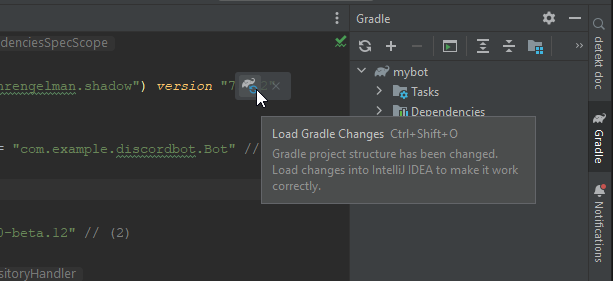 Gradle
denciesSpecScope
nrengelman.shadow") version "7
mybot
Tasks
Dependencies
Load Gradle Changes Ctrl+Shift+O
Gradle project structure has been changed.
Load changes into IntelliJ IDEA to make it work
correctly.
= "com.example.discordbot.Bot" //
0-beta.12" // (2)
sitoryHandler
detekt doc
Gradle
Notifications